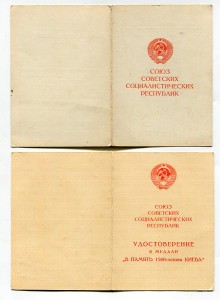 СОЮЗ
СОВЕТСКИХ
СОЦИАЛИСТИЧЕСКИХ
РЕСПУБЛИК
СОЮЗ
СОВЕТСКИХ
СОЦИАЛИСТИЧЕСКИХ
РЕСПУБЛИК
УДОСТОВЕРЕНИЕ
К МЕДАЛИ
„В ПАМЯТЬ 1500-летия КИЕВА"